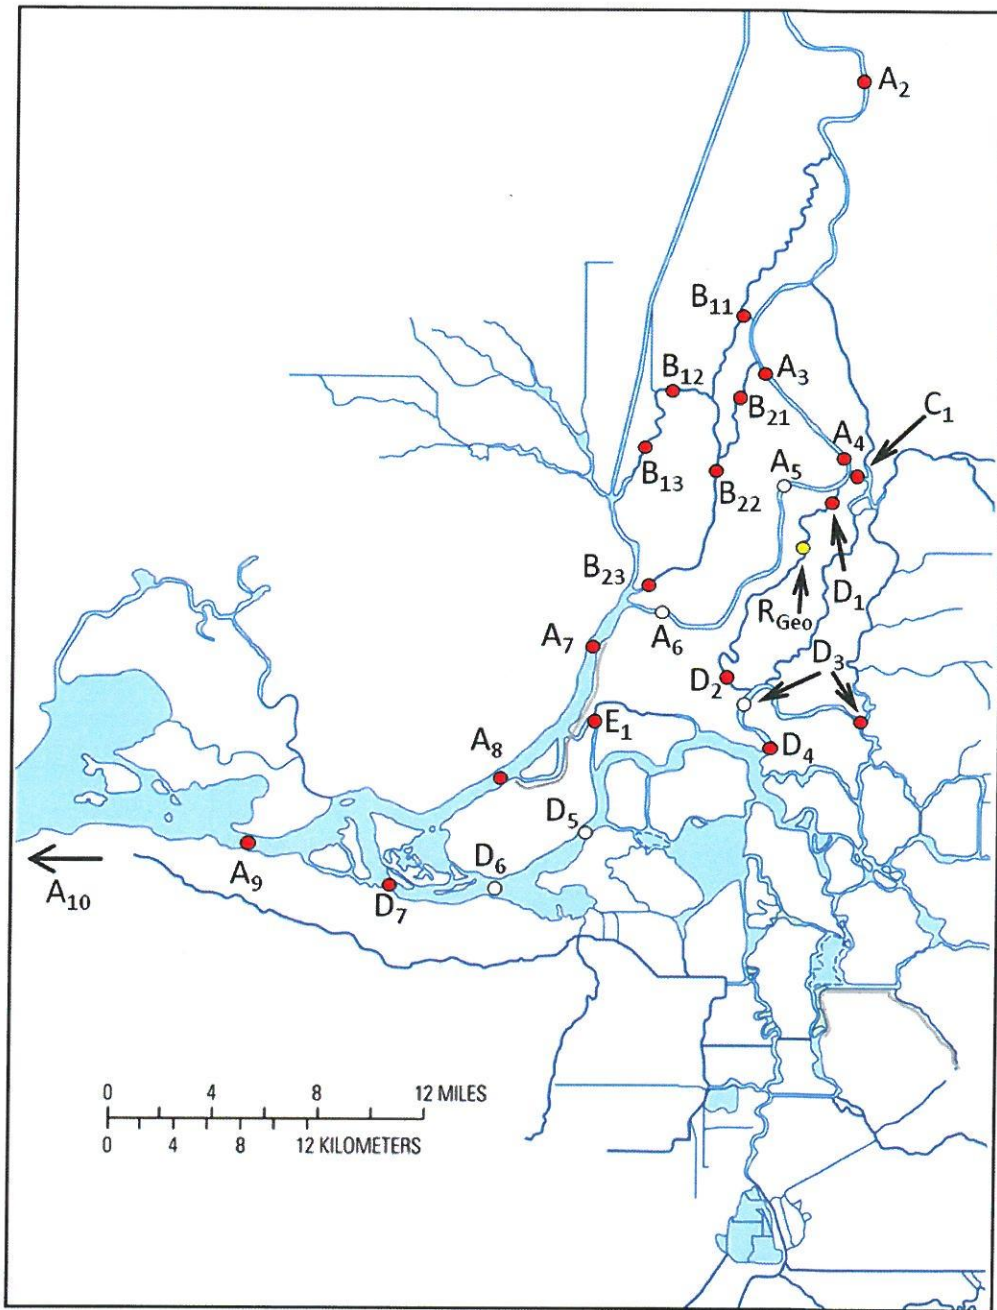 A2
B11
A3
B12
B21
C1
A4
A5
B13
B22
B23
RGeo
D1
A6
A7
D3
D2
E1
A8
D4
D5
D6
A9
D7
A10
0 4 8 12 MILES
0 4 8 12 KILOMETERS